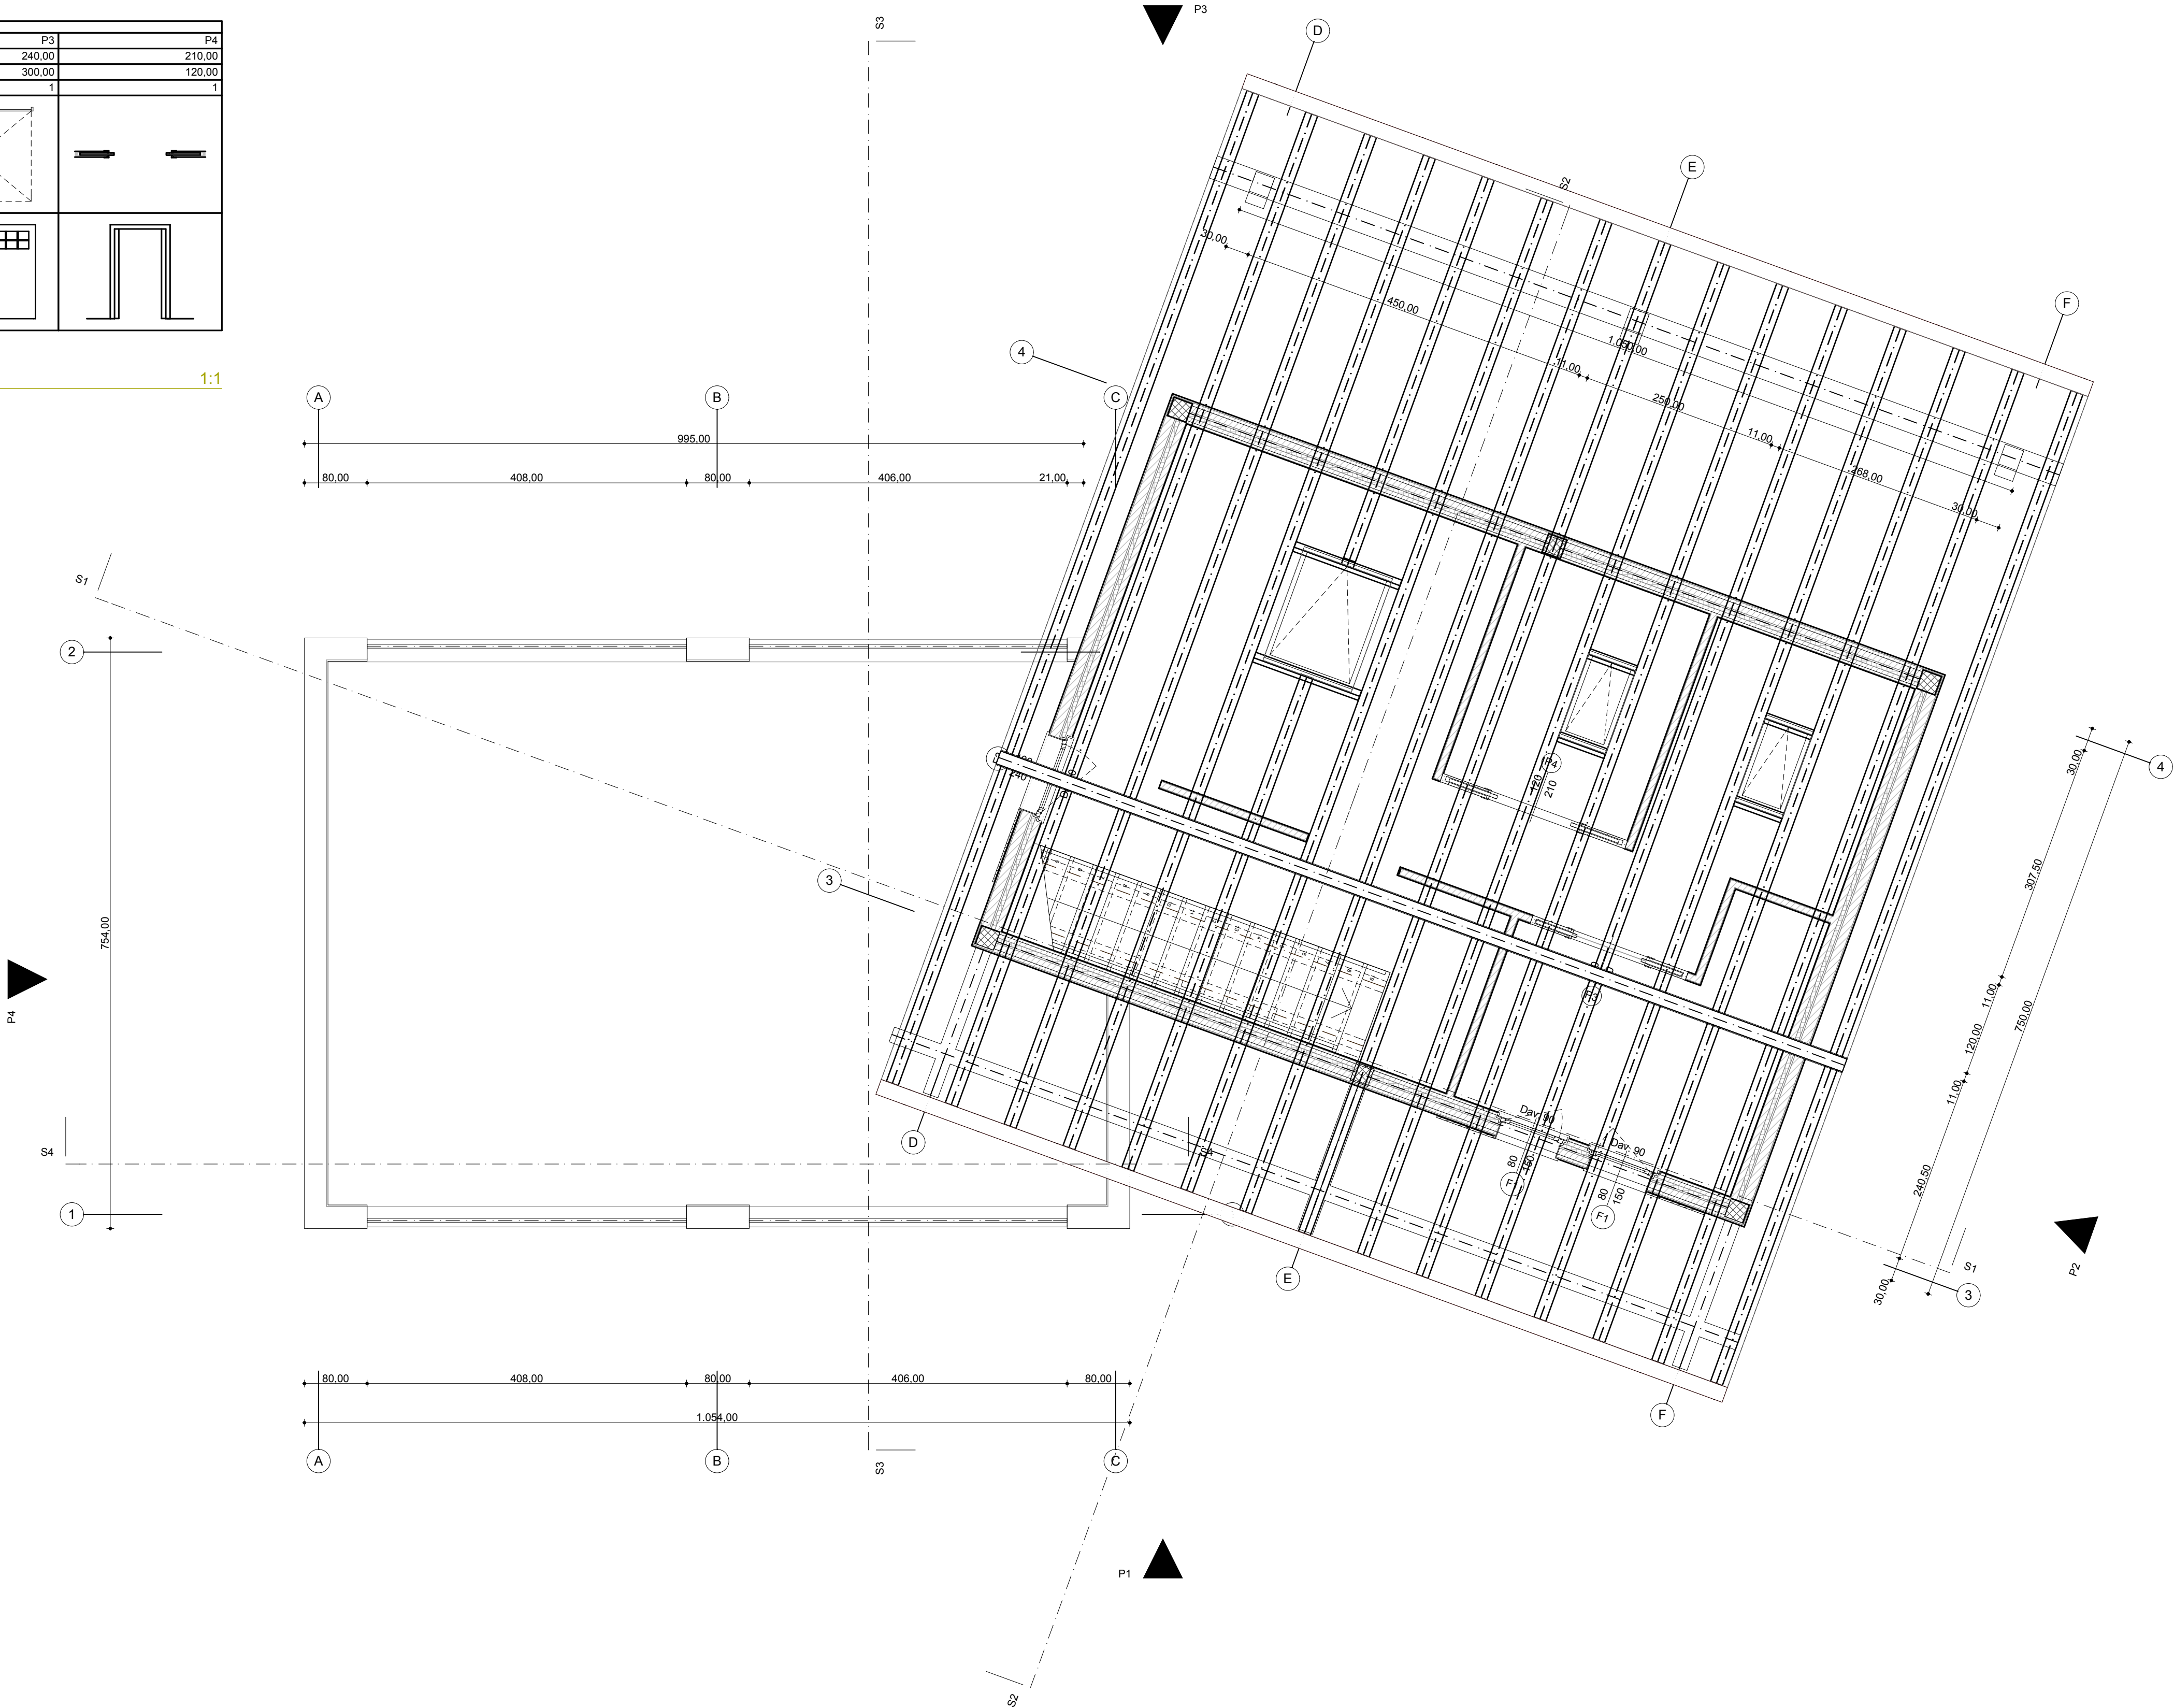 P3 P4
240,00 210,00
300,00 120,00
1 1
1:1
S3
P3
D
E
F
S2
30,00
450,00
1.050,00
11,00
250,00
11,00
268,00
30,00
4
A B C
995,00
80,00 408,00 80,00 406,00 21,00
S1
2
754,00
P4
S4
1
3
240
P4
120
210
Dav. 90
Dav. 90
80
150
F1
80
150
F1
S4
30,00
307,50
11,00
120,00
11,00
240,50
30,00
750,00
4
S1
3
P2
D
E
F
80,00 408,00 80,00 406,00 80,00
1.054,00
A B C
S3
P1
S2